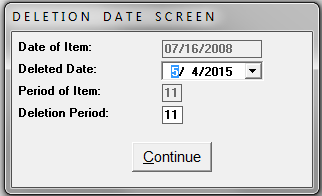 DELETION DATE SCREEN
Date of Item: 07/16/2008
Deleted Date: 5/ 4/2015
Period of Item: 11
Deletion Period: 11
Continue